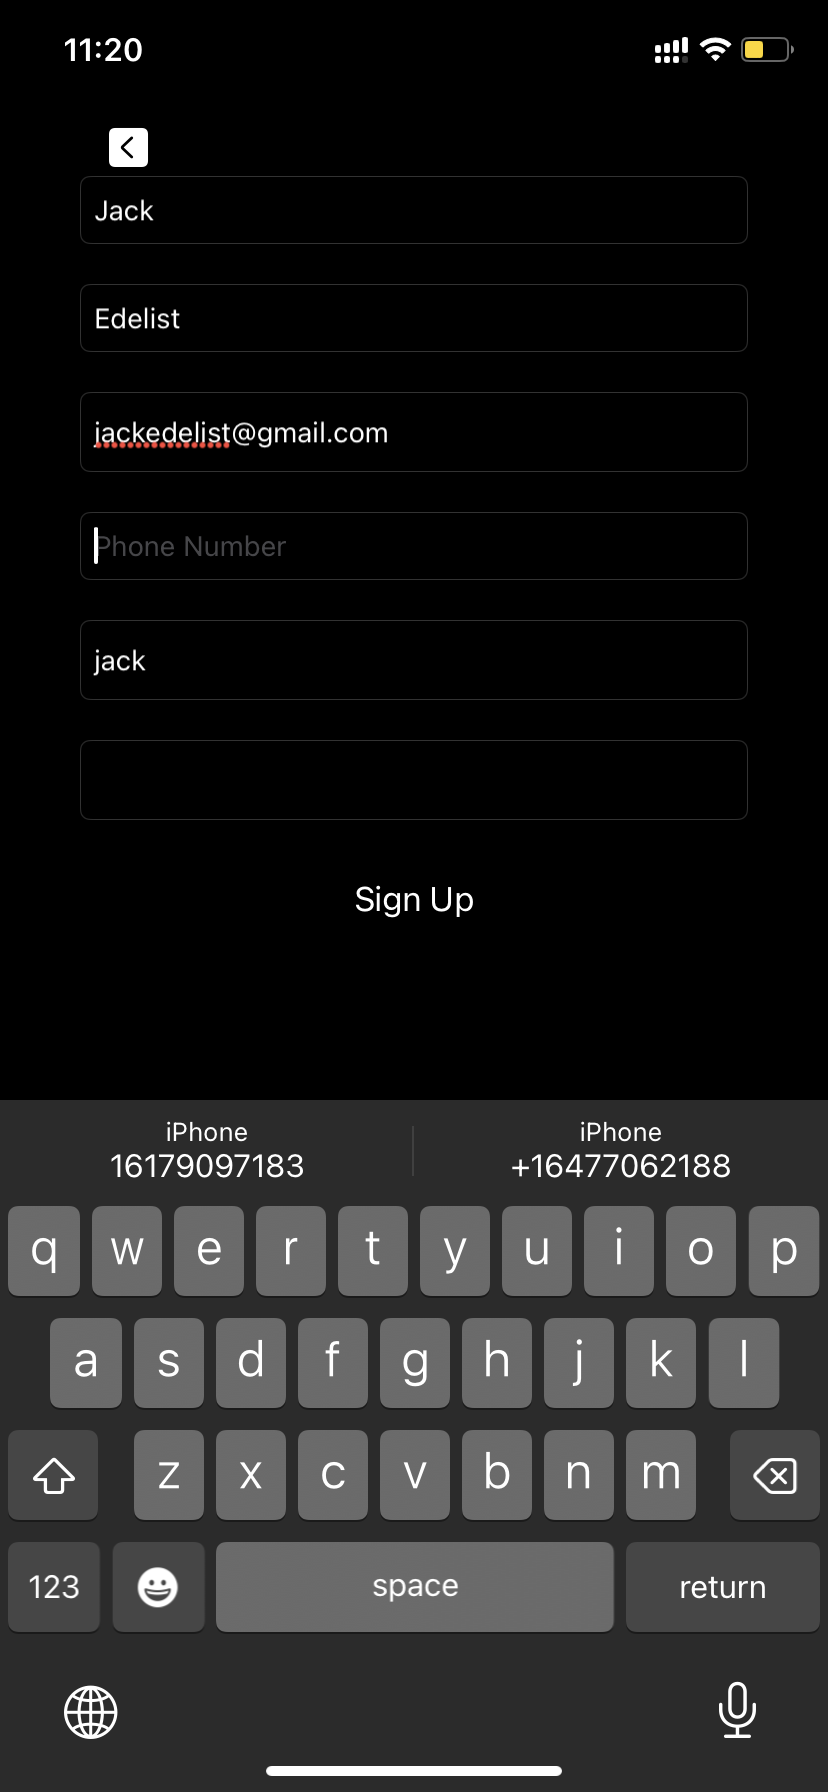 11:20
Jack
Edelist
jackedelist@gmail.com
Phone Number
jack
Sign Up
iPhone
16179097183
iPhone
+16477062188
q w e r t y u i o p
a s d f g h j k l
z x c v b n m
123 space return